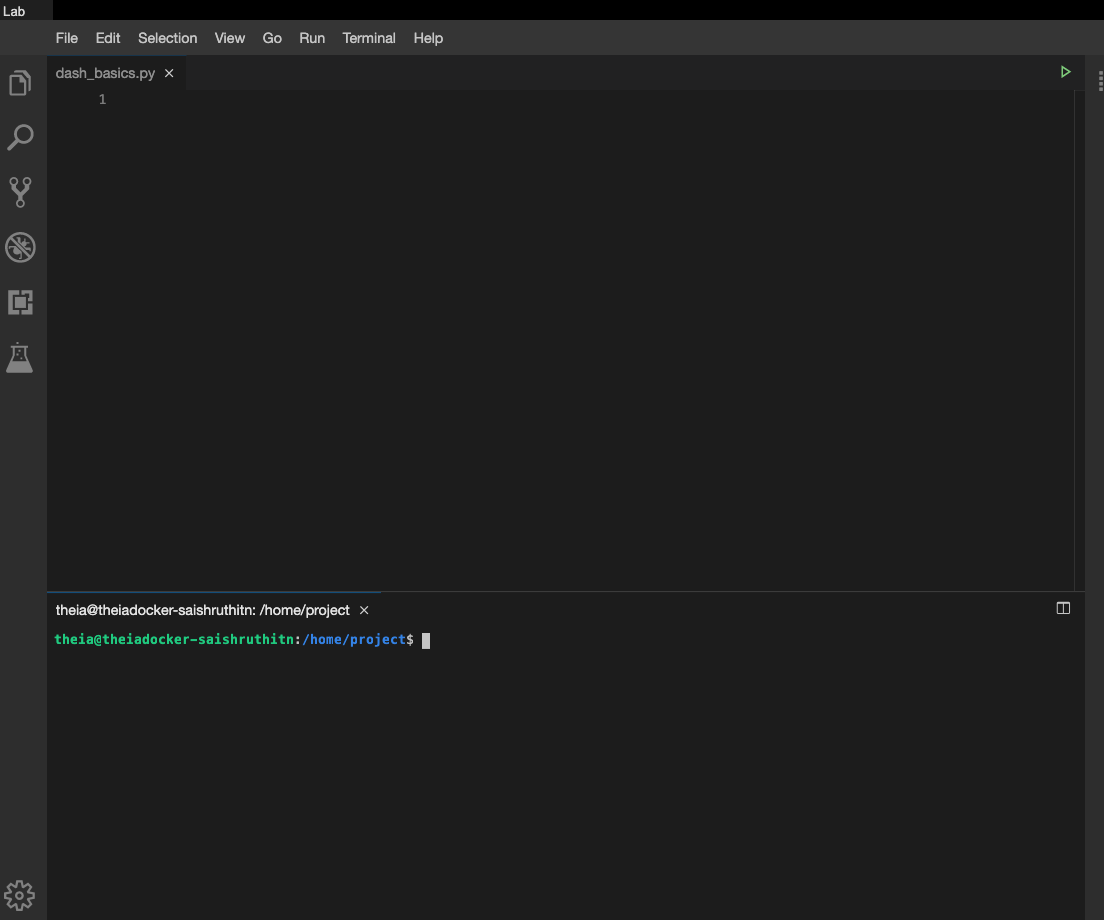 Lab
File Edit Selection View Go Run Terminal Help
dash_basics.py ×
1
theia@theiadocker-saishruthitn: /home/project ×
theia@theiadocker-saishruthitn:/home/project$